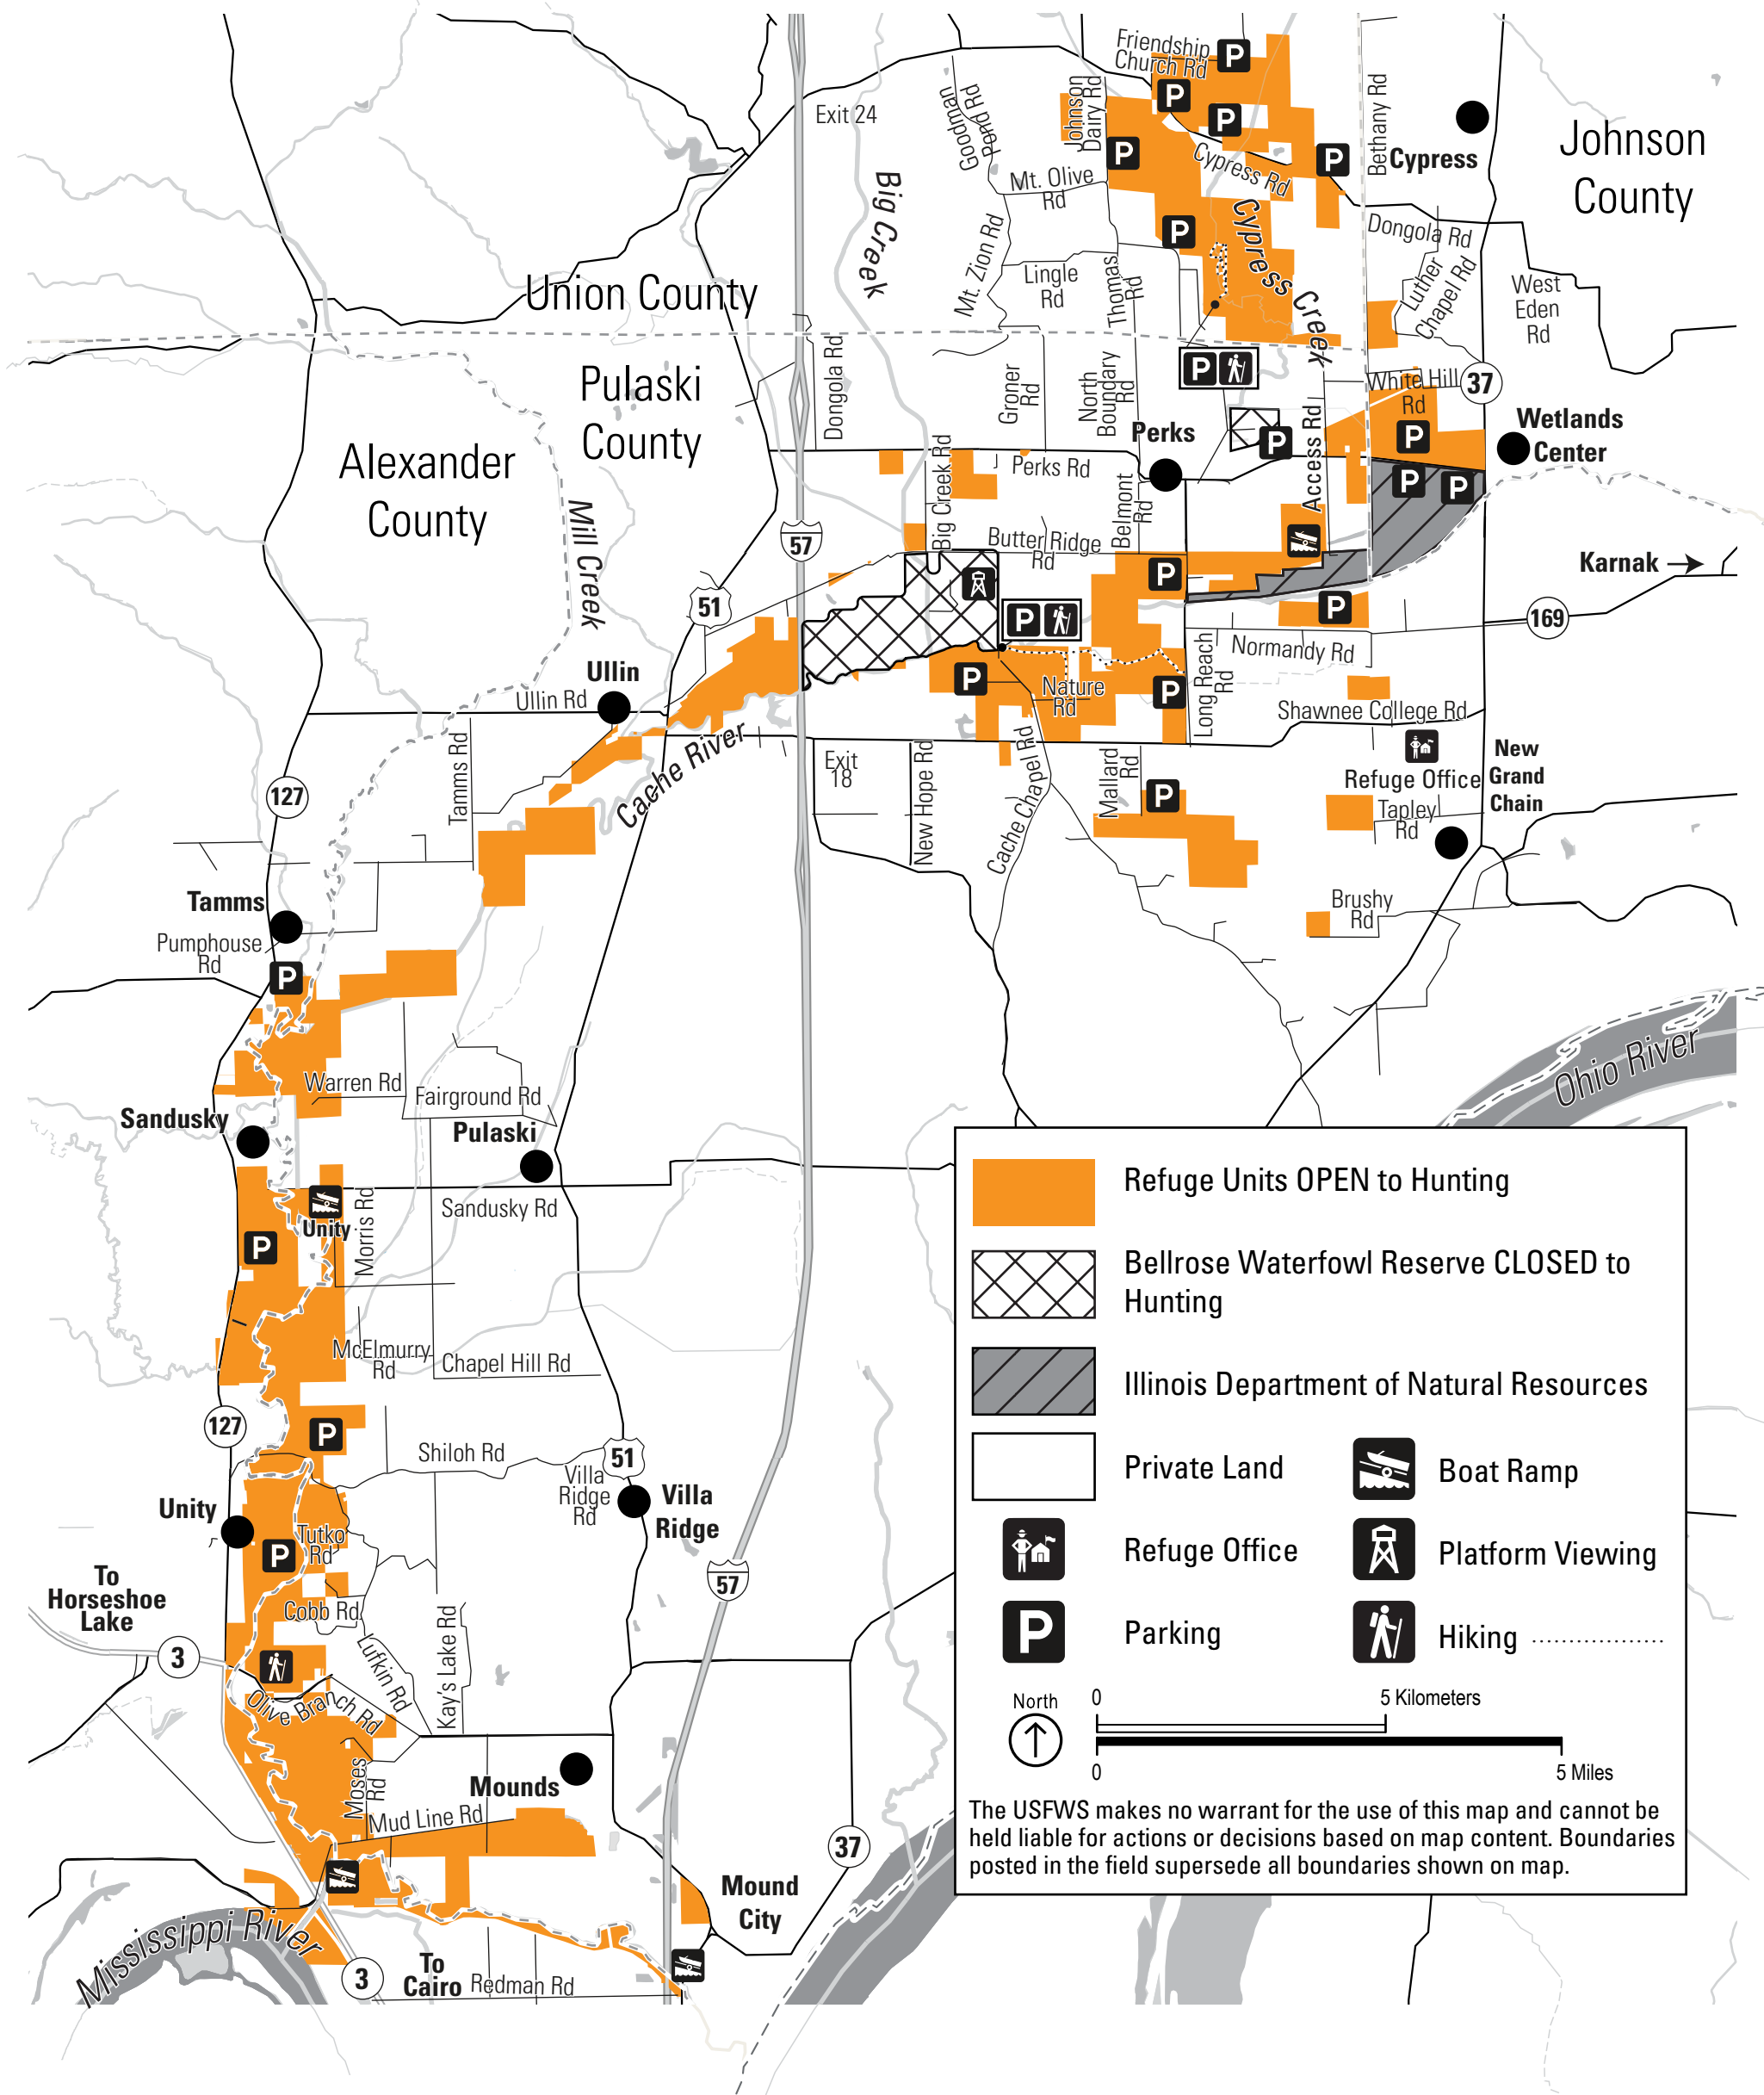 Friendship
Church Rd
P
P
P
P
P
P
Exit 24
Goodman
Pond Rd
Johnson
Dairy Rd
Bethany Rd
Cypress
Johnson
County
Cypress Rd
Mt. Olive
Rd
Big Creek
Cypress Creek
Dongola Rd
Mt. Zion Rd
Lingle
Rd
Thomas
Rd
Luther
Chapel Rd
West
Eden
Rd
Union County
Pulaski
County
Alexander
County
Mill Creek
Dongola Rd
Groner
Rd
North
Boundary
Rd
P
White Hill
Rd
37
Perks
P
Access Rd
P
Wetlands
Center
Big Creek Rd
Perks Rd
Belmont
Rd
P
P
57
Butter Ridge
Rd
Karnak
51
P
P
P
169
Ullin
Ullin Rd
Normandy Rd
Long Reach
Rd
P
Nature
Rd
P
Shawnee College Rd
Tamms Rd
Cache River
Exit
18
New Hope Rd
Cache Chapel Rd
Mallard
Rd
P
Refuge Office
New
Grand
Chain
Tapley
Rd
127
Tamms
Pumphouse
Rd
P
Brushy
Rd
Ohio River
Warren Rd
Fairground Rd
Sandusky
Pulaski
Sandusky Rd
Unity
Morris Rd
P
McElmurry
Rd
Chapel Hill Rd
127
P
Shiloh Rd
51
Villa
Ridge
Rd
Villa
Ridge
Unity
Tutko
Rd
P
57
To
Horseshoe
Lake
Cobb Rd
Lufkin Rd
Kay's Lake Rd
3
Olive Branch Rd
Moses
Rd
Mounds
Mud Line Rd
37
Mound
City
Mississippi River
3
To
Cairo
Redman Rd
Refuge Units OPEN to Hunting
Bellrose Waterfowl Reserve CLOSED to
Hunting
Illinois Department of Natural Resources
Private Land
Boat Ramp
Refuge Office
Platform Viewing
P
Parking
Hiking
North
0
5 Kilometers
0
5 Miles
The USFWS makes no warrant for the use of this map and cannot be
held liable for actions or decisions based on map content. Boundaries
posted in the field supersede all boundaries shown on map.